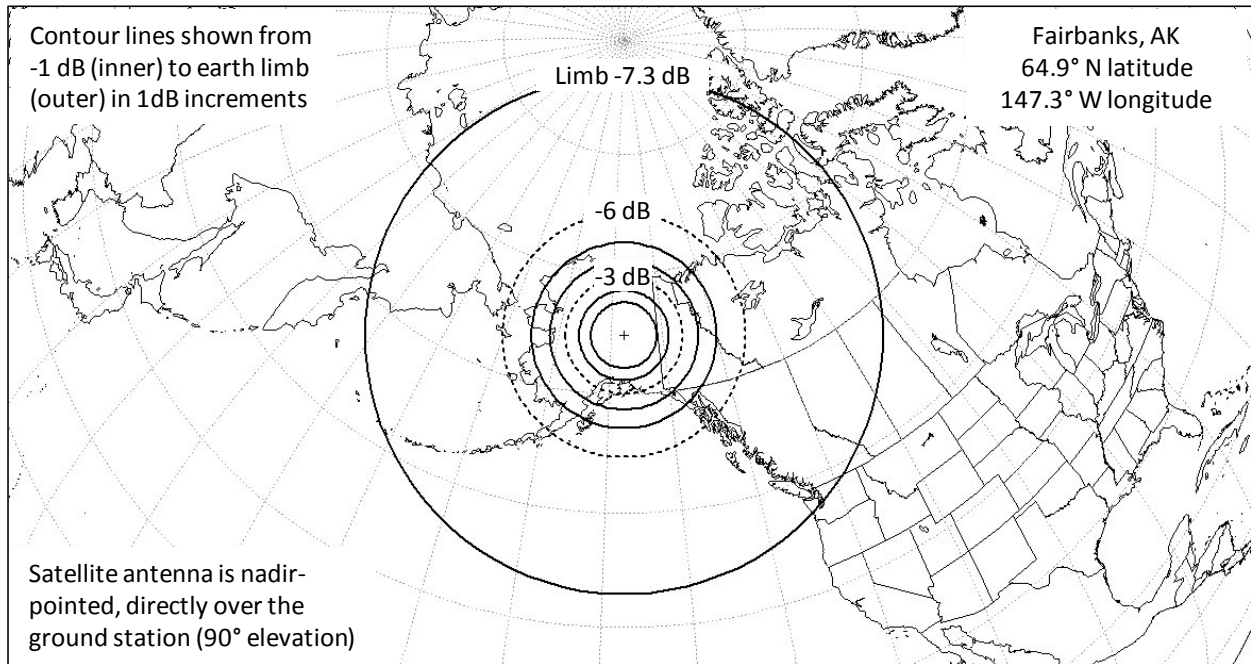 Contour lines shown from
-1 dB (inner) to earth limb
(outer) in 1dB increments
Fairbanks, AK
64.9° N latitude
147.3° W longitude
Limb -7.3 dB
-6 dB
-3 dB
Satellite antenna is nadir-
pointed, directly over the
ground station (90° elevation)